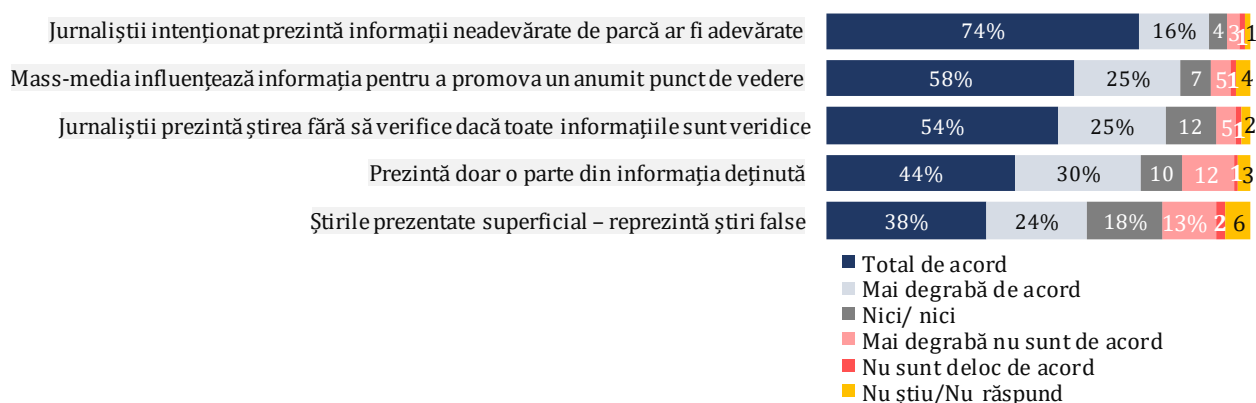 Jurnaliștii intenționat prezintă informații neadevărate de parcă ar fi adevărate 74% 16% 4 3 1 1
Mass-media influențează informația pentru a promova un anumit punct de vedere 58% 25% 7 5 1 4
Jurnaliștii prezintă știrea fără să verifice dacă toate informațiile sunt veridice 54% 25% 12 5 1 2
Prezintă doar o parte din informația deținută 44% 30% 10 12 1 3
Știrile prezentate superficial – reprezintă știri false 38% 24% 18% 13% 2 6
Total de acord
Mai degrabă de acord
Nici/ nici
Mai degrabă nu sunt de acord
Nu sunt deloc de acord
Nu știu/Nu răspund